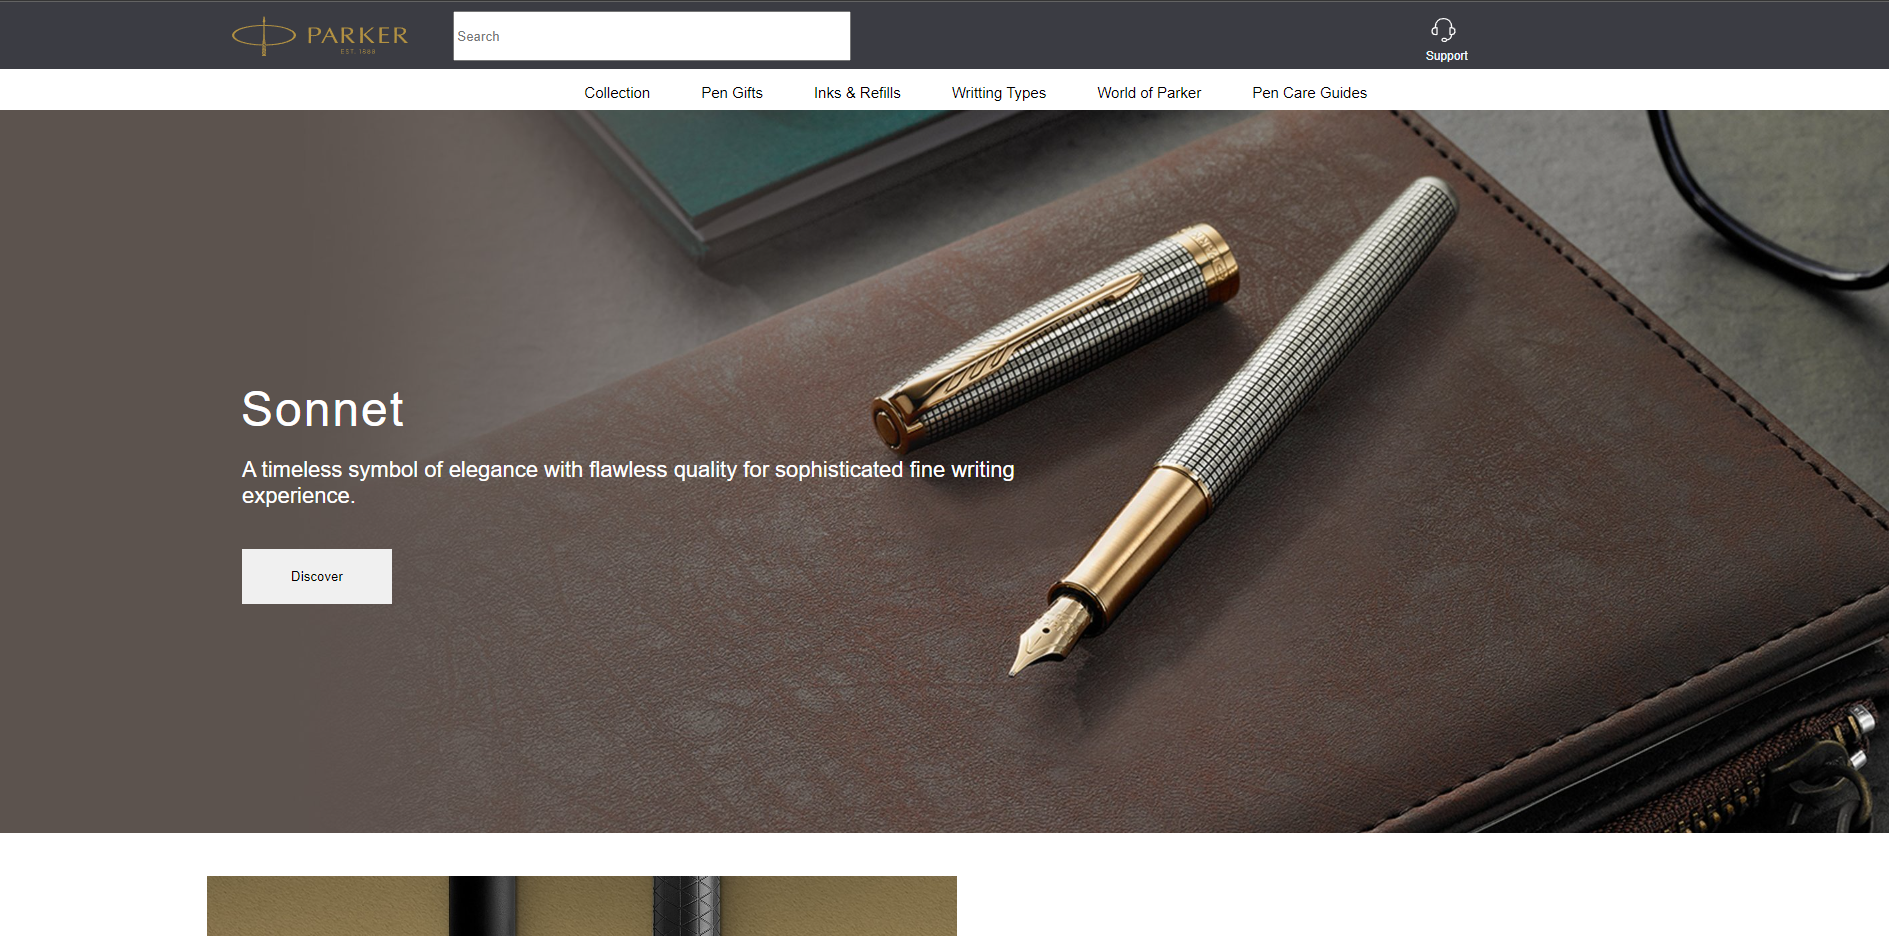 PARKER
EST. 1888
Search
Support
Collection
Pen Gifts
Inks & Refills
Writting Types
World of Parker
Pen Care Guides
Sonnet
A timeless symbol of elegance with flawless quality for sophisticated fine writing
experience.
Discover